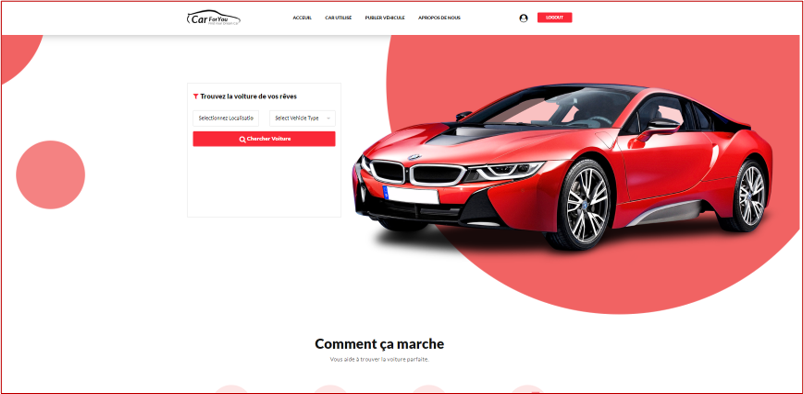 Car ForYou
ACCEUIL
CAR UTILISÉ
PUBLIER VÉHICULE
APROPOS DE NOUS
LOGOUT
Trouvez la voiture de vos rêves
Selectionnez Localisatio
Select Vehicle Type
Chercher Voiture
Comment ça marche
Vous aide à trouver la voiture parfaite.